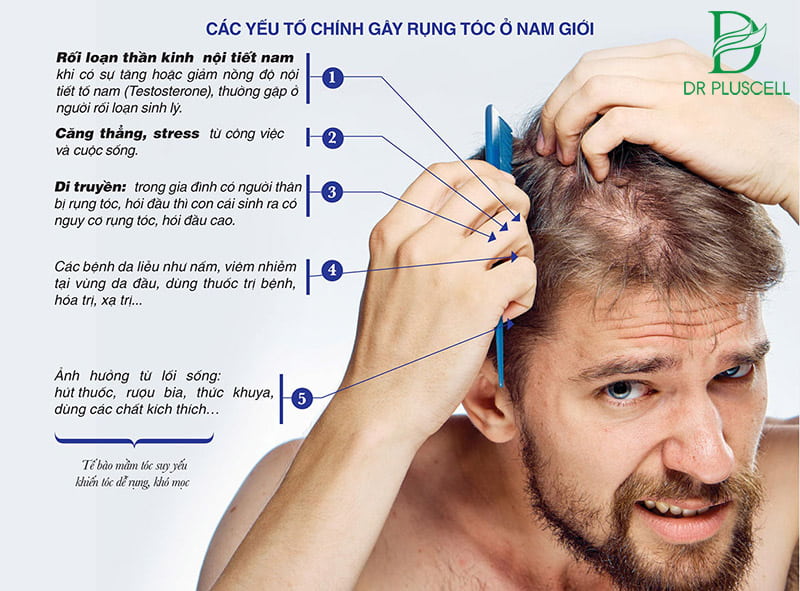 CÁC YẾU TỐ CHÍNH GÂY RỤNG TÓC Ở NAM GIỚI
DR PLUSCELL
Rối loạn thần kinh nội tiết nam
khi có sự tăng hoặc giảm nồng độ nội
tiết tố nam (Testosterone), thường gặp ở
người rối loạn sinh lý.
1
Căng thẳng, stress từ công việc
và cuộc sống.
2
Di truyền: trong gia đình có người thân
bị rụng tóc, hói đầu thì con cái sinh ra có
nguy cơ rụng tóc, hói đầu cao.
3
Các bệnh da liễu như nấm, viêm nhiễm
tại vùng da đầu, dùng thuốc trị bệnh,
hóa trị, xạ trị...
4
Ảnh hưởng từ lối sống:
hút thuốc, rượu bia, thức khuya,
dùng các chất kích thích...
5
Tế bào mầm tóc suy yếu
khiến tóc dễ rụng, khó mọc